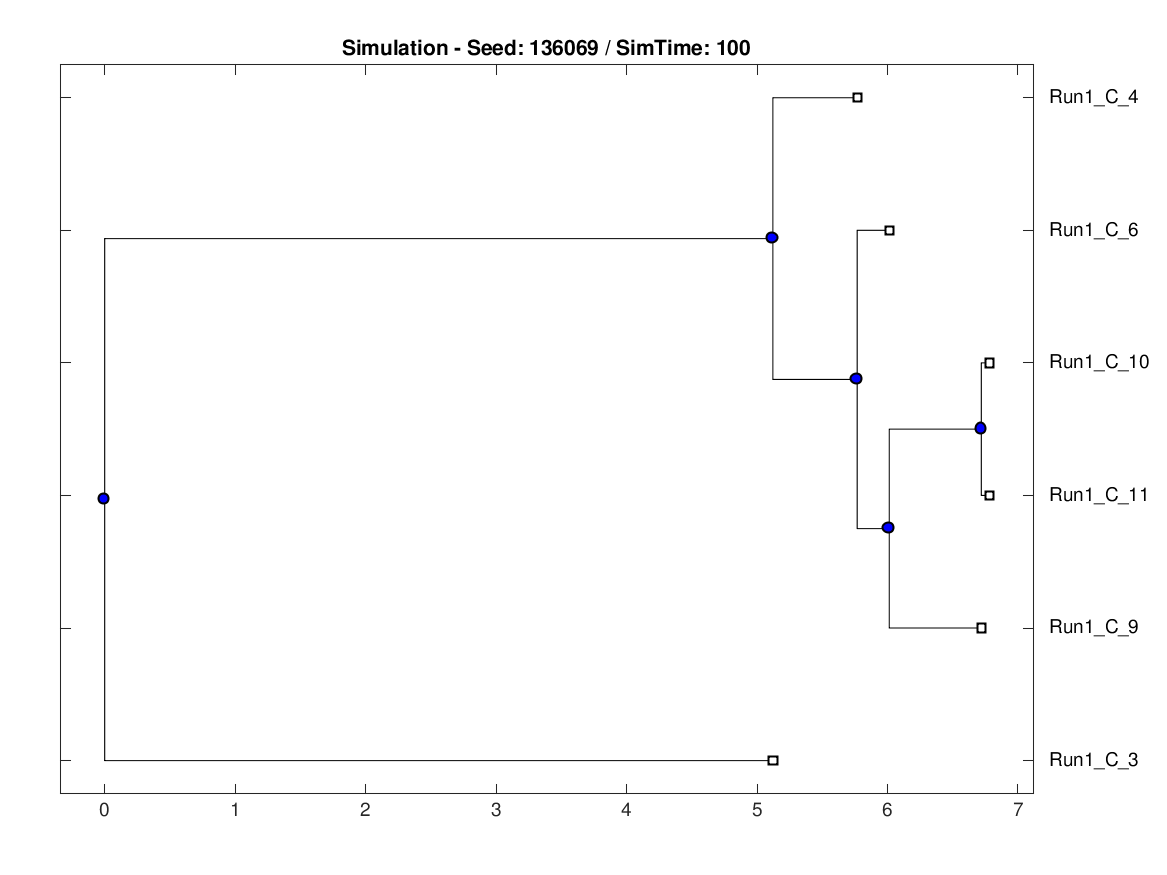 Simulation - Seed: 136069 / SimTime: 100
Run1_C_4
Run1_C_6
Run1_C_10
Run1_C_11
Run1_C_9
Run1_C_3
0 1 2 3 4 5 6 7